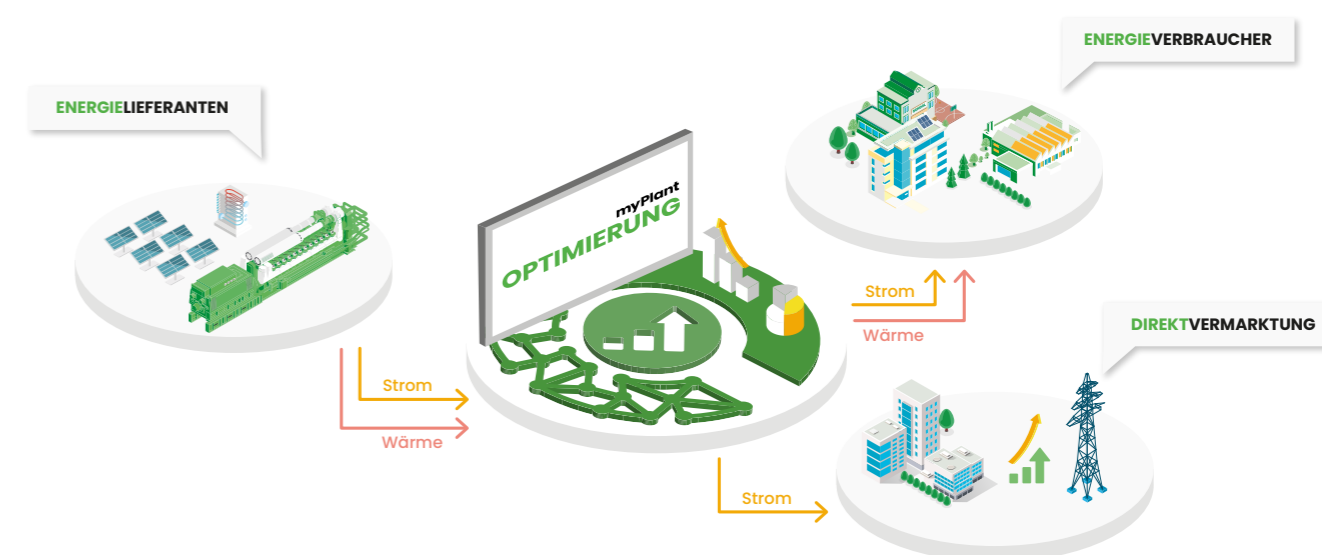 ENERGIEVERBRAUCHER
ENERGIELIEFERANTEN
myPlant
OPTIMIERUNG
Strom
Wärme
DIREKTVERMARKTUNG
Strom
Wärme
Strom